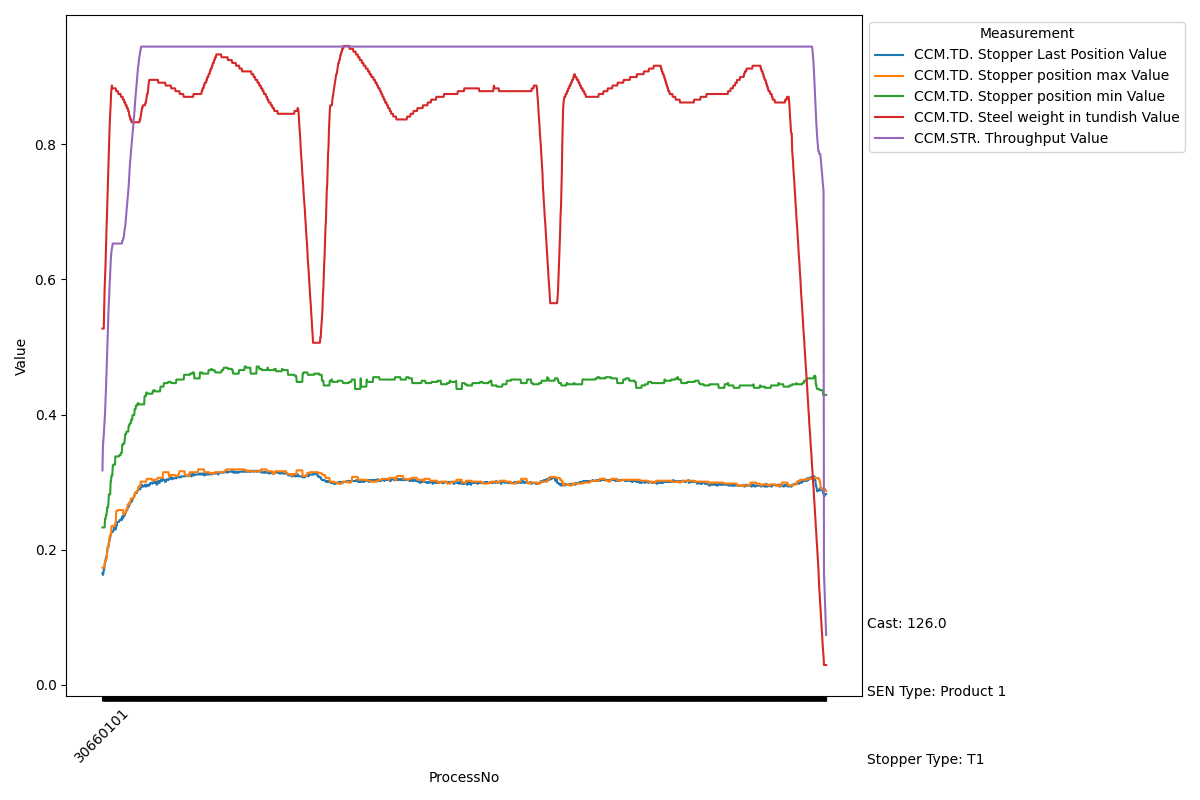 Measurement
CCM.TD. Stopper Last Position Value
CCM.TD. Stopper position max Value
CCM.TD. Stopper position min Value
CCM.TD. Steel weight in tundish Value
CCM.STR. Throughput Value
Value
0.8
0.6
0.4
0.2
0.0
30660101
ProcessNo
Cast: 126.0
SEN Type: Product 1
Stopper Type: T1